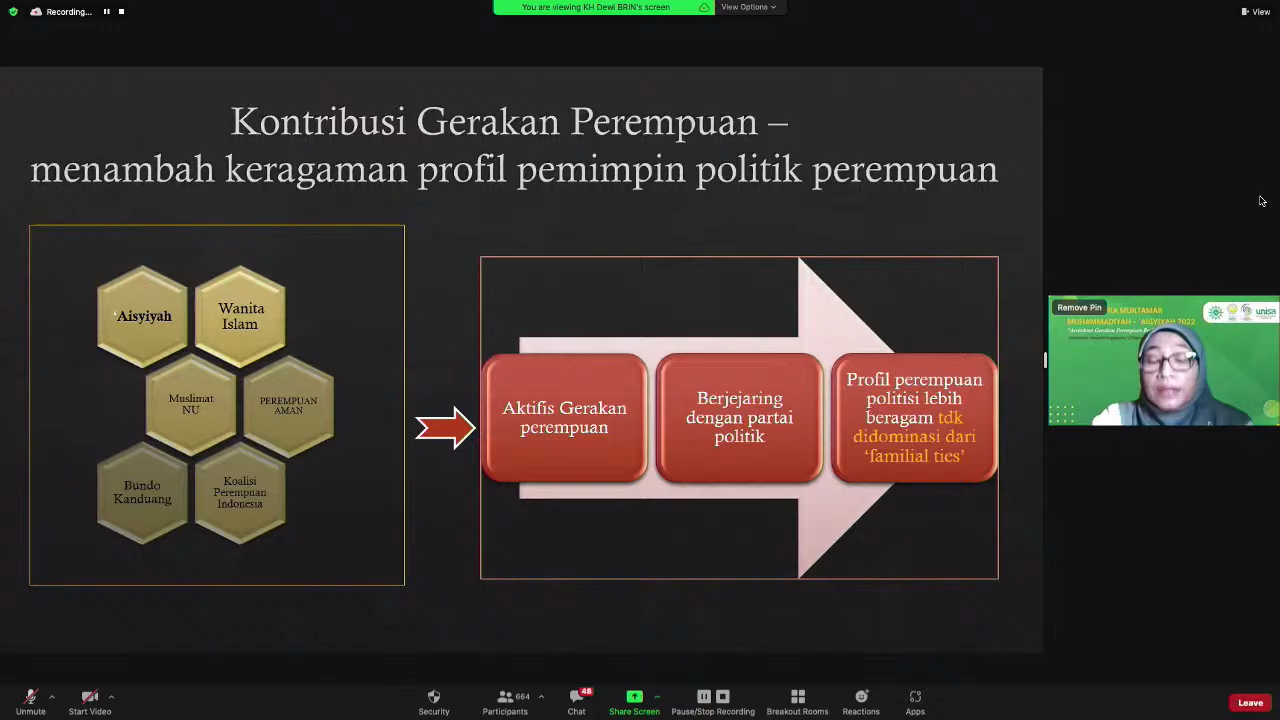 Recording...
You are viewing KH Dewi BRIN's screen
View Options
View
Kontribusi Gerakan Perempuan –
menambah keragaman profil pemimpin politik perempuan
'Aisyiyah
Wanita
Islam
Muslimat
NU
PEREMPUAN
AMAN
Bundo
Kanduang
Koalisi
Perempuan
Indonesia
Aktifis Gerakan
perempuan
Berjejaring
dengan partai
politik
Profil perempuan
politisi lebih
beragam tdk
didominasi dari
'familial ties'
Remove Pin
MUKTAMAR
MUHAMMADIYAH - 'AISYIYAH 2022
unisa
Unmute
Start Video
Security
664
Participants
48
Chat
Share Screen
Pause/Stop Recording
Breakout Rooms
Reactions
Apps
Leave